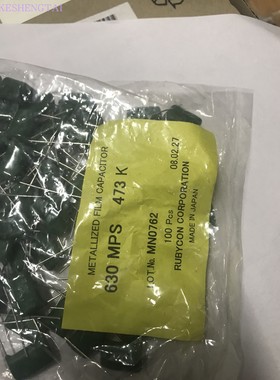 SESHENGTAI
METALLIZED FILM CAPACITOR
630 MPS 473 K
08.02.27
LOT No. MN0762
100 Pcs.
RUBYCON CORPORATION
MADE IN JAPAN